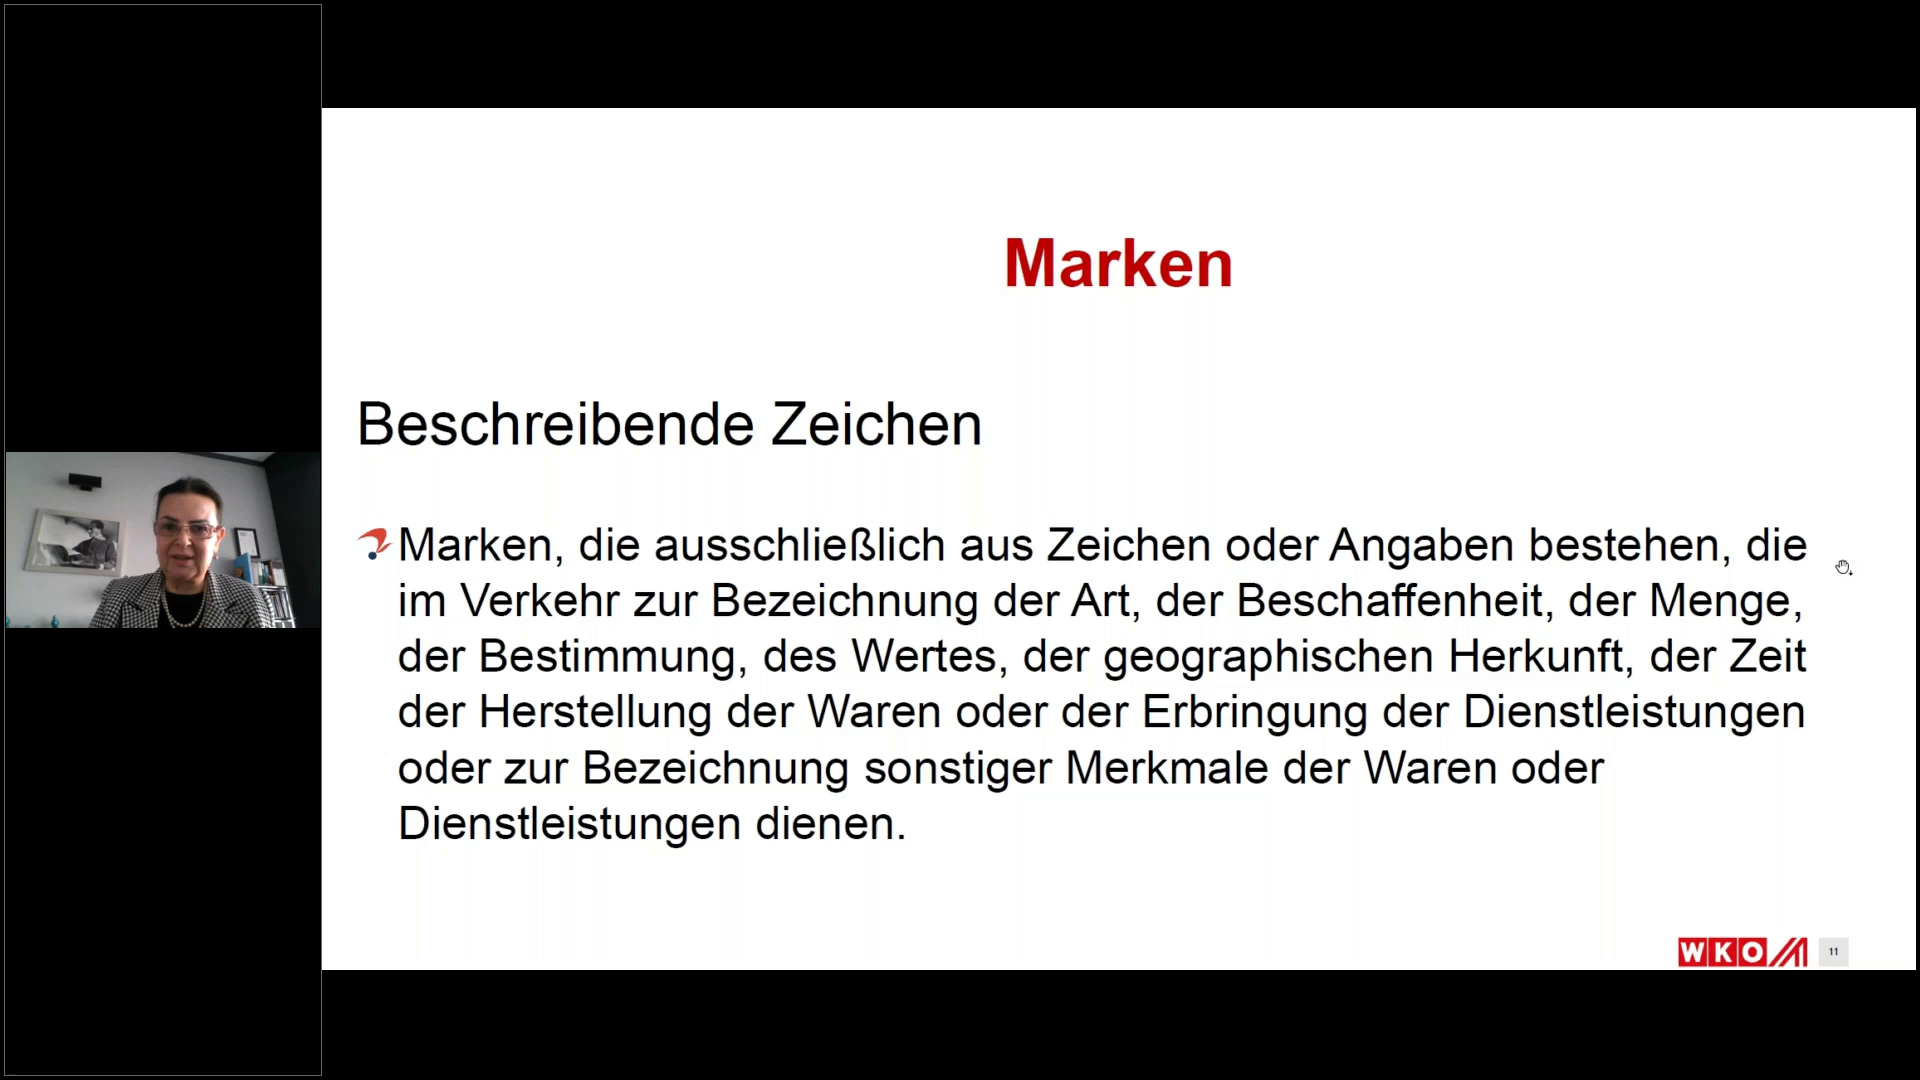 Marken
Beschreibende Zeichen
Marken, die ausschließlich aus Zeichen oder Angaben bestehen, die
im Verkehr zur Bezeichnung der Art, der Beschaffenheit, der Menge,
der Bestimmung, des Wertes, der geographischen Herkunft, der Zeit
der Herstellung der Waren oder der Erbringung der Dienstleistungen
oder zur Bezeichnung sonstiger Merkmale der Waren oder
Dienstleistungen dienen.
WKO
11